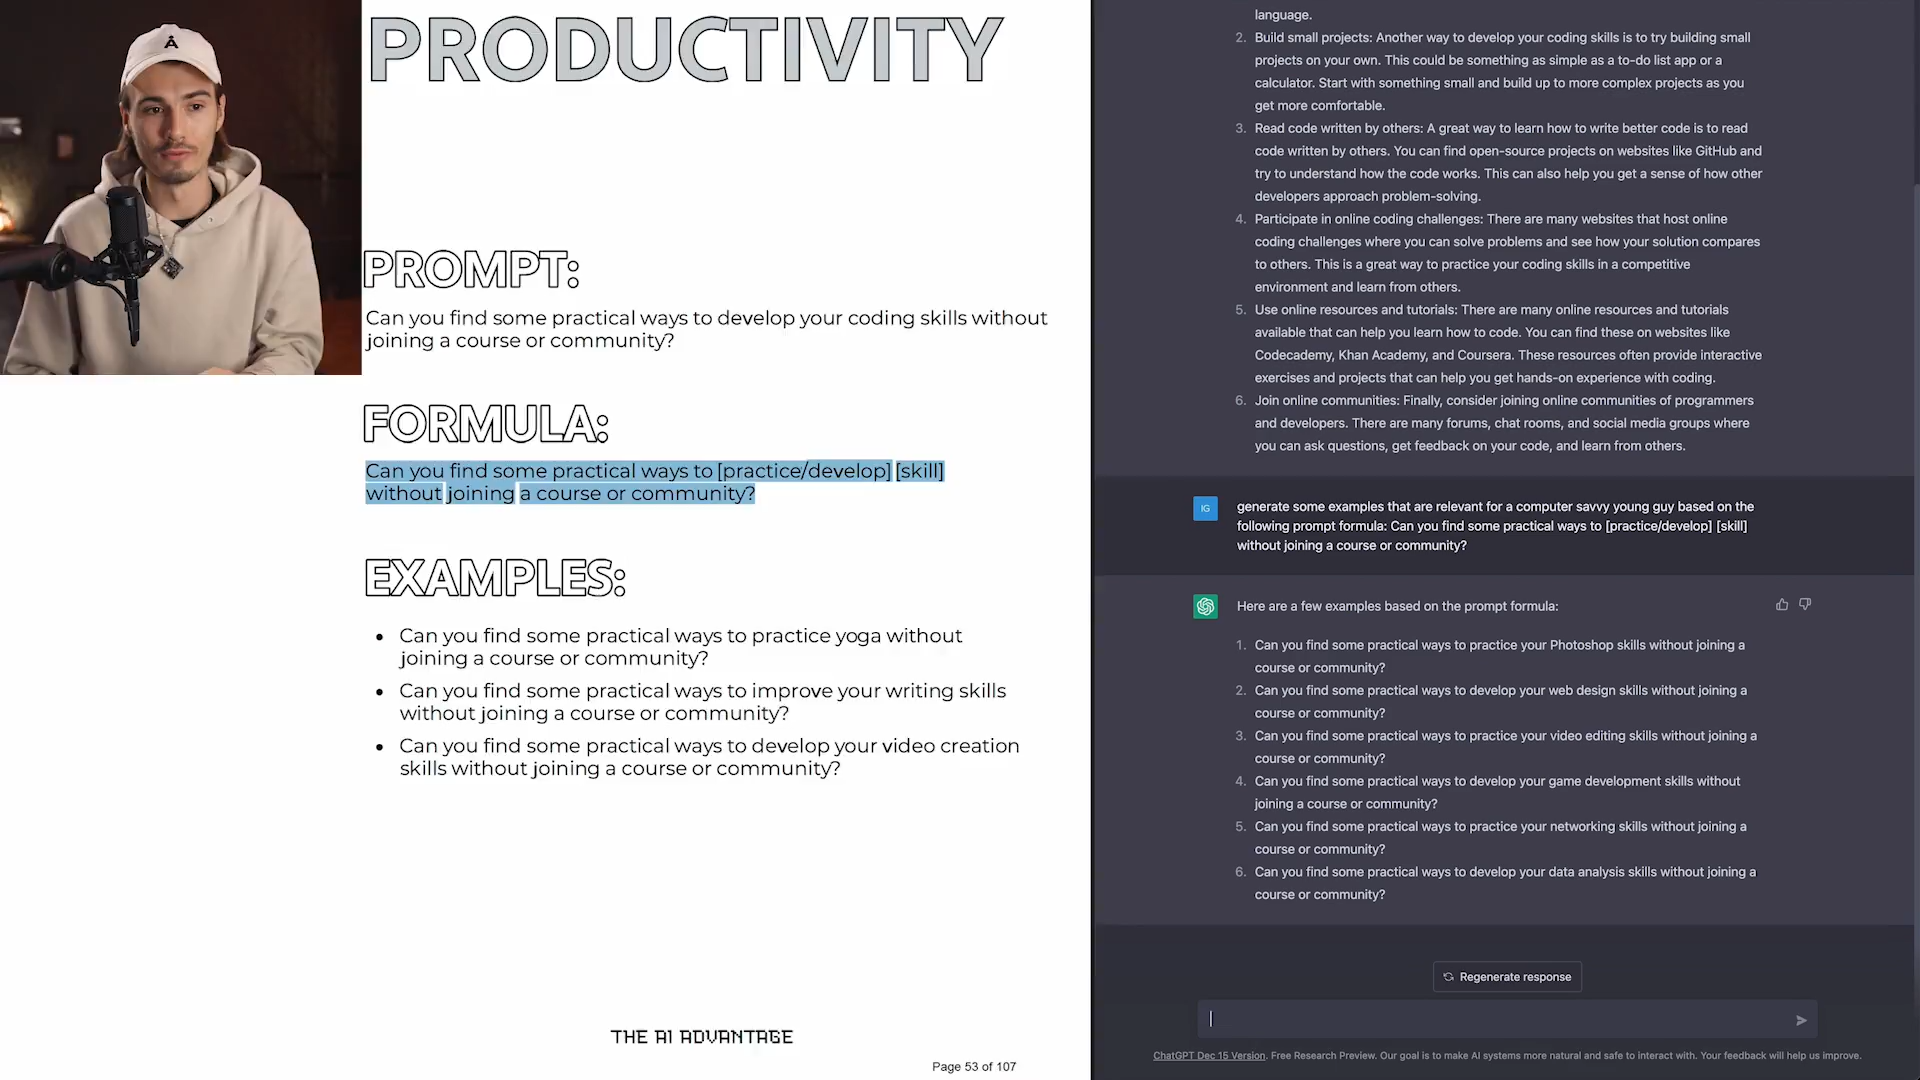 PRODUCTIVITY
PROMPT:
Can you find some practical ways to develop your coding skills without
joining a course or community?
FORMULA:
Can you find some practical ways to [practice/develop] [skill]
without joining a course or community?
EXAMPLES:
• Can you find some practical ways to practice yoga without
joining a course or community?
• Can you find some practical ways to improve your writing skills
without joining a course or community?
• Can you find some practical ways to develop your video creation
skills without joining a course or community?
THE AI ADVANTAGE
Page 53 of 107
language.
2. Build small projects: Another way to develop your coding skills is to try building small
projects on your own. This could be something as simple as a to-do list app or a
calculator. Start with something small and build up to more complex projects as you
get more comfortable.
3. Read code written by others: A great way to learn how to write better code is to read
code written by others. You can find open-source projects on websites like GitHub and
try to understand how the code works. This can also help you get a sense of how other
developers approach problem-solving.
4. Participate in online coding challenges: There are many websites that host online
coding challenges where you can solve problems and see how your solution compares
to others. This is a great way to practice your coding skills in a competitive
environment and learn from others.
5. Use online resources and tutorials: There are many online resources and tutorials
available that can help you learn how to code. You can find these on websites like
Codecademy, Khan Academy, and Coursera. These resources often provide interactive
exercises and projects that can help you get hands-on experience with coding.
6. Join online communities: Finally, consider joining online communities of programmers
and developers. There are many forums, chat rooms, and social media groups where
you can ask questions, get feedback on your code, and learn from others.
IG
generate some examples that are relevant for a computer savvy young guy based on the
following prompt formula: Can you find some practical ways to [practice/develop] [skill]
without joining a course or community?
Here are a few examples based on the prompt formula:
1. Can you find some practical ways to practice your Photoshop skills without joining a
course or community?
2. Can you find some practical ways to develop your web design skills without joining a
course or community?
3. Can you find some practical ways to practice your video editing skills without joining a
course or community?
4. Can you find some practical ways to develop your game development skills without
joining a course or community?
5. Can you find some practical ways to practice your networking skills without joining a
course or community?
6. Can you find some practical ways to develop your data analysis skills without joining a
course or community?
Regenerate response
ChatGPT Dec 15 Version. Free Research Preview. Our goal is to make AI systems more natural and safe to interact with. Your feedback will help us improve.